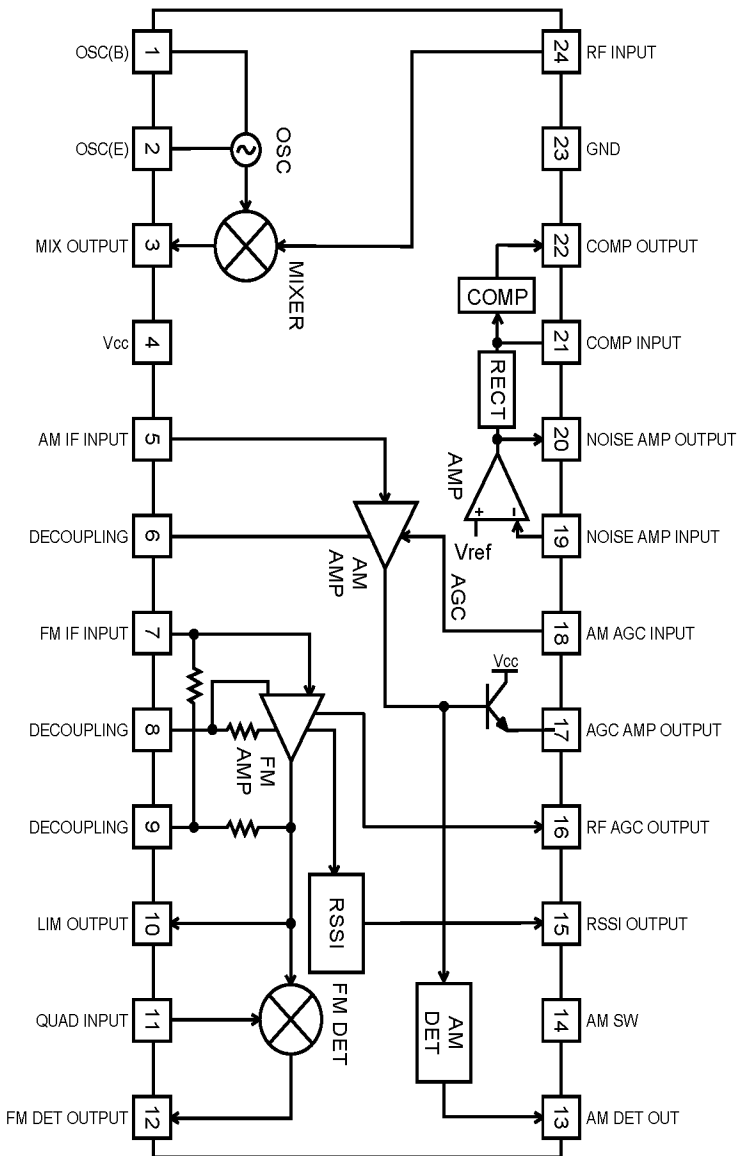 OSC(B)
1
24
RF INPUT
OSC(E)
2
OSC
23
GND
MIX OUTPUT
3
MIXER
22
COMP OUTPUT
COMP
Vcc
4
21
COMP INPUT
RECT
AM IF INPUT
5
20
NOISE AMP OUTPUT
AMP
+
-
DECOUPLING
6
AM
AMP
AGC
Vref
19
NOISE AMP INPUT
FM IF INPUT
7
18
AM AGC INPUT
Vcc
DECOUPLING
8
FM
AMP
17
AGC AMP OUTPUT
DECOUPLING
9
16
RF AGC OUTPUT
LIM OUTPUT
10
RSSI
15
RSSI OUTPUT
QUAD INPUT
11
FM DET
AM
DET
14
AM SW
FM DET OUTPUT
12
13
AM DET OUT